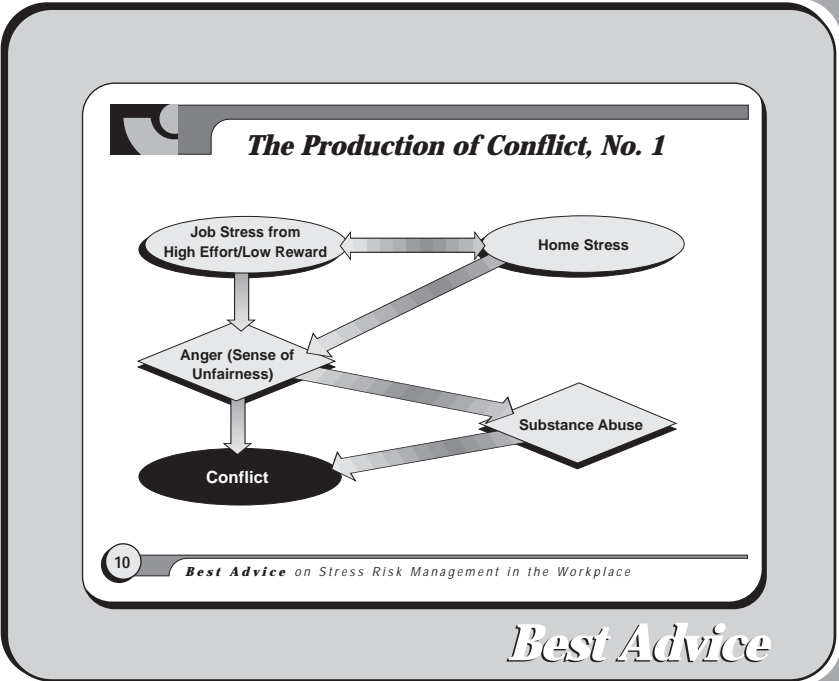 The Production of Conflict, No. 1
Job Stress from
High Effort/Low Reward
Home Stress
Anger (Sense of
Unfairness)
Substance Abuse
Conflict
10
Best Advice on Stress Risk Management in the Workplace
Best Advice